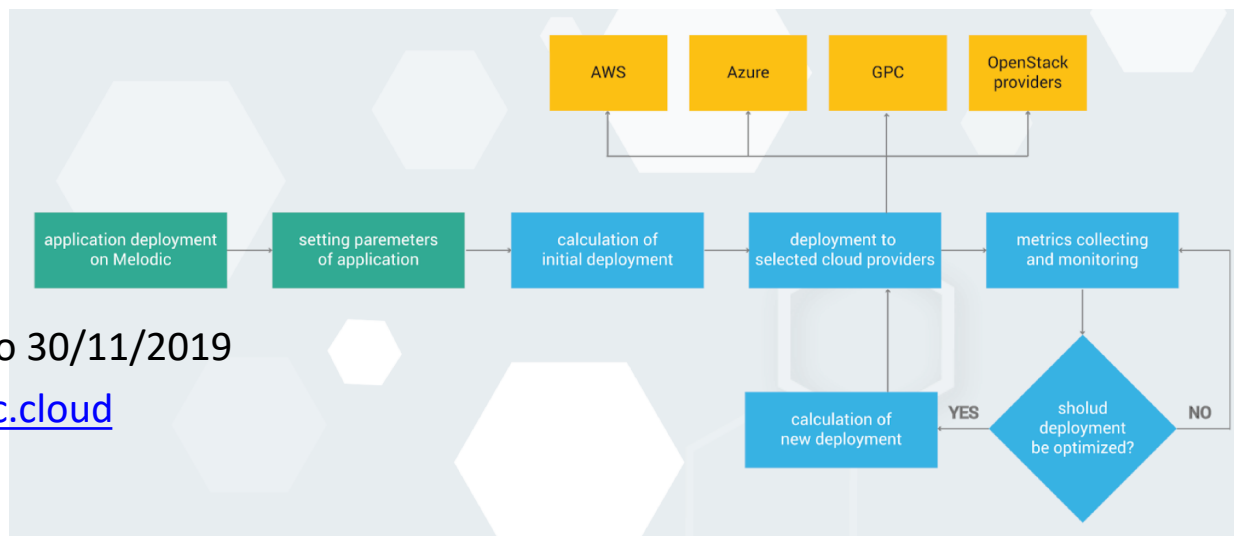 AWS
Azure
GPC
OpenStack
providers
application deployment
on Melodic
setting paremeters
of application
calculation of
initial deployment
deployment to
selected cloud providers
metrics collecting
and monitoring
o 30/11/2019
c.cloud
calculation of
new deployment
YES
sholud
deployment
be optimized?
NO